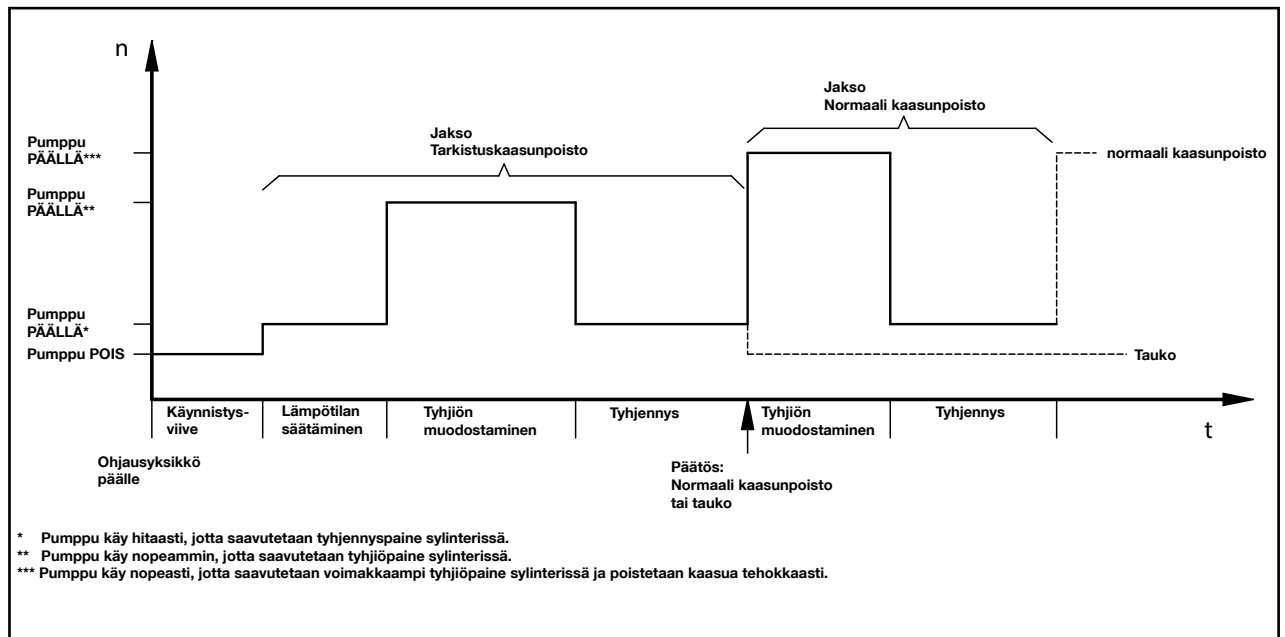 n
Jakso
Normaali kaasunpoisto
Jakso
Tarkistuskaasunpoisto
Pumppu
PÄÄLLÄ***
normaali kaasunpoisto
Pumppu
PÄÄLLÄ**
Pumppu
PÄÄLLÄ*
Pumppu POIS
Tauko
Käynnistys-
viive
Lämpötilan
säätäminen
Tyhjiön
muodostaminen
Tyhjennys
Tyhjiön
muodostaminen
Tyhjennys
t
Ohjausyksikkö
päälle
Päätös:
Normaali kaasunpoisto
tai tauko
* Pumppu käy hitaasti, jotta saavutetaan tyhjennyspaine sylinterissä.
** Pumppu käy nopeammin, jotta saavutetaan tyhjiöpaine sylinterissä.
*** Pumppu käy nopeasti, jotta saavutetaan voimakkaampi tyhjiöpaine sylinterissä ja poistetaan kaasua tehokkaasti.